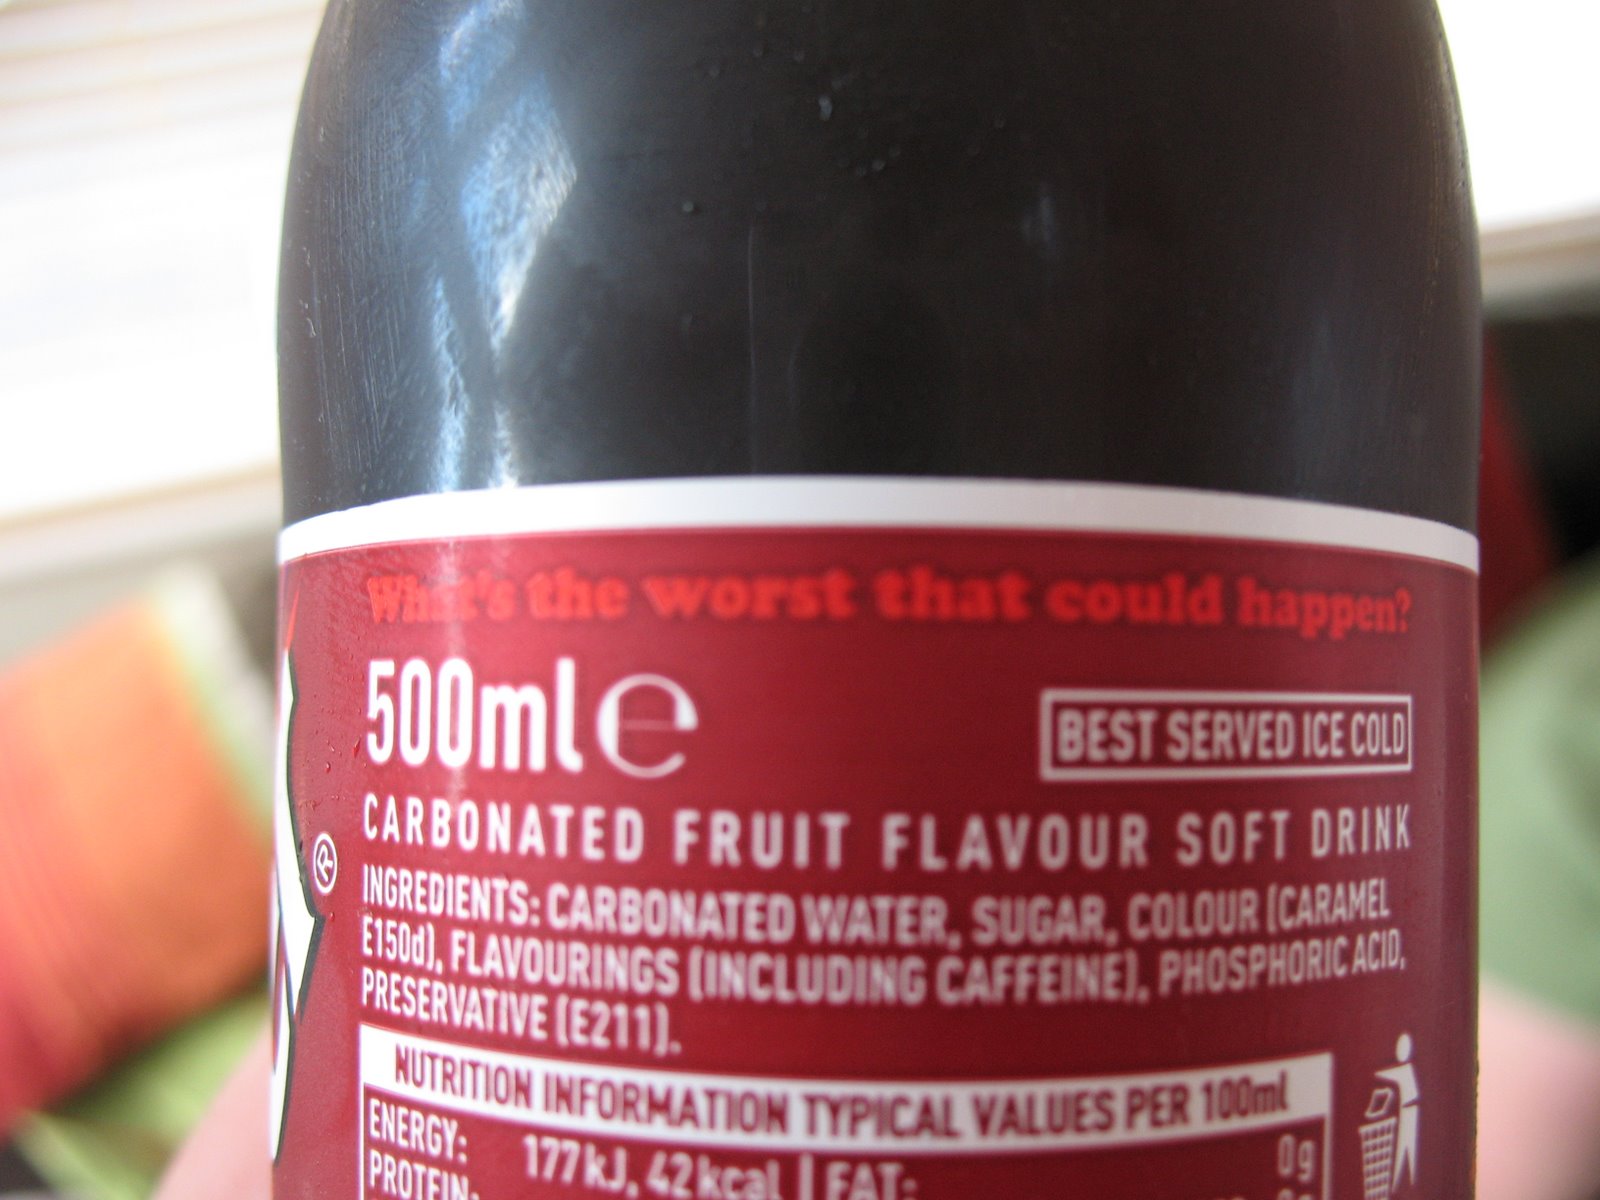 What's the worst that could happen?
500ml e
BEST SERVED ICE COLD
CARBONATED FRUIT FLAVOUR SOFT DRINK
®
INGREDIENTS: CARBONATED WATER, SUGAR, COLOUR (CARAMEL
E150d), FLAVOURINGS (INCLUDING CAFFEINE), PHOSPHORIC ACID,
PRESERVATIVE (E211).
NUTRITION INFORMATION TYPICAL VALUES PER 100ml
ENERGY: 177kJ, 42kcal FAT: 0g
PROTEIN: